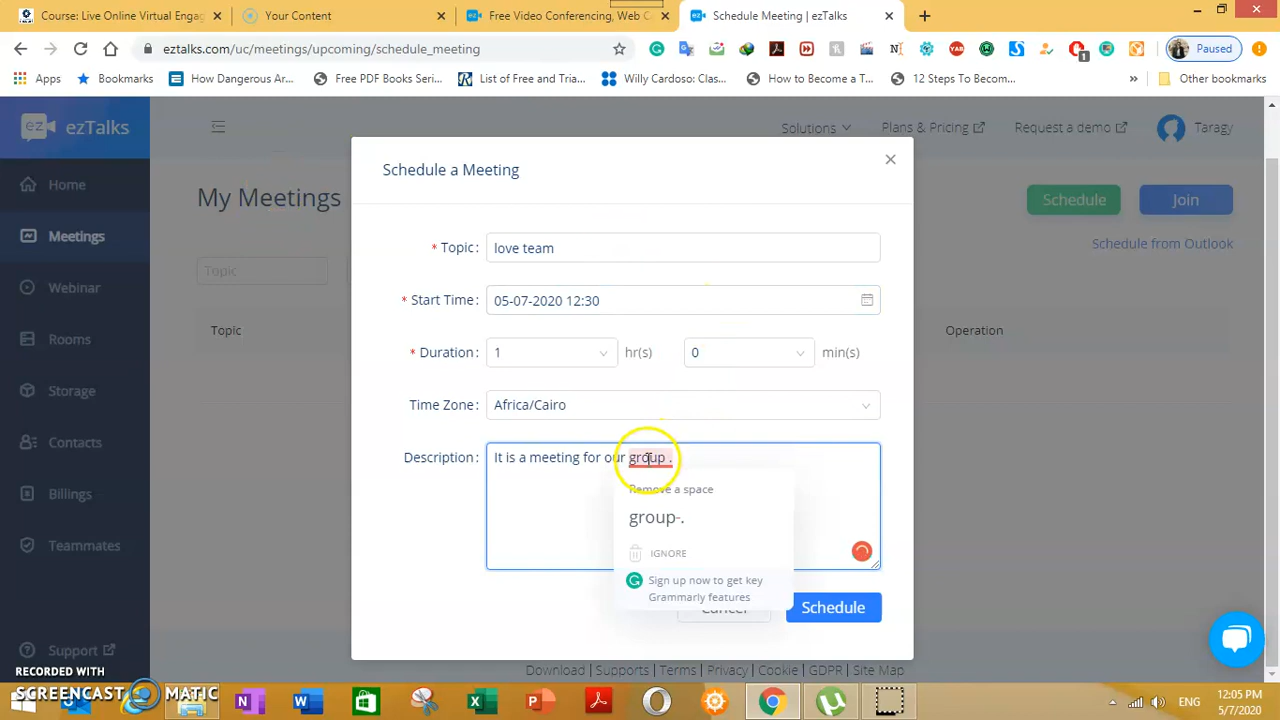 Course: Live Online Virtual Engag
Your Content
Free Video Conferencing, Web C
Schedule Meeting | ezTalks
eztalks.com/uc/meetings/upcoming/schedule_meeting
Paused
Apps
Bookmarks
How Dangerous Ar...
Free PDF Books Seri...
List of Free and Tria...
Willy Cardoso: Clas...
How to Become a T...
12 Steps To Becom...
Other bookmarks
ez ezTalks
Solutions
Plans & Pricing
Request a demo
Taragy
Home
Meetings
Webinar
Rooms
Storage
Contacts
Billings
Teammates
Support
My Meetings
Schedule
Join
Schedule from Outlook
Topic
Topic
Operation
Schedule a Meeting
* Topic: love team
* Start Time: 05-07-2020 12:30
* Duration: 1 hr(s) 0 min(s)
Time Zone: Africa/Cairo
Description: It is a meeting for our group .
Remove a space
group .
IGNORE
Sign up now to get key
Grammarly features
Cancel
Schedule
Download | Supports | Terms | Privacy | Cookie | GDPR | Site Map
RECORDED WITH
SCREENCAST MATIC
ENG
12:05 PM
5/7/2020